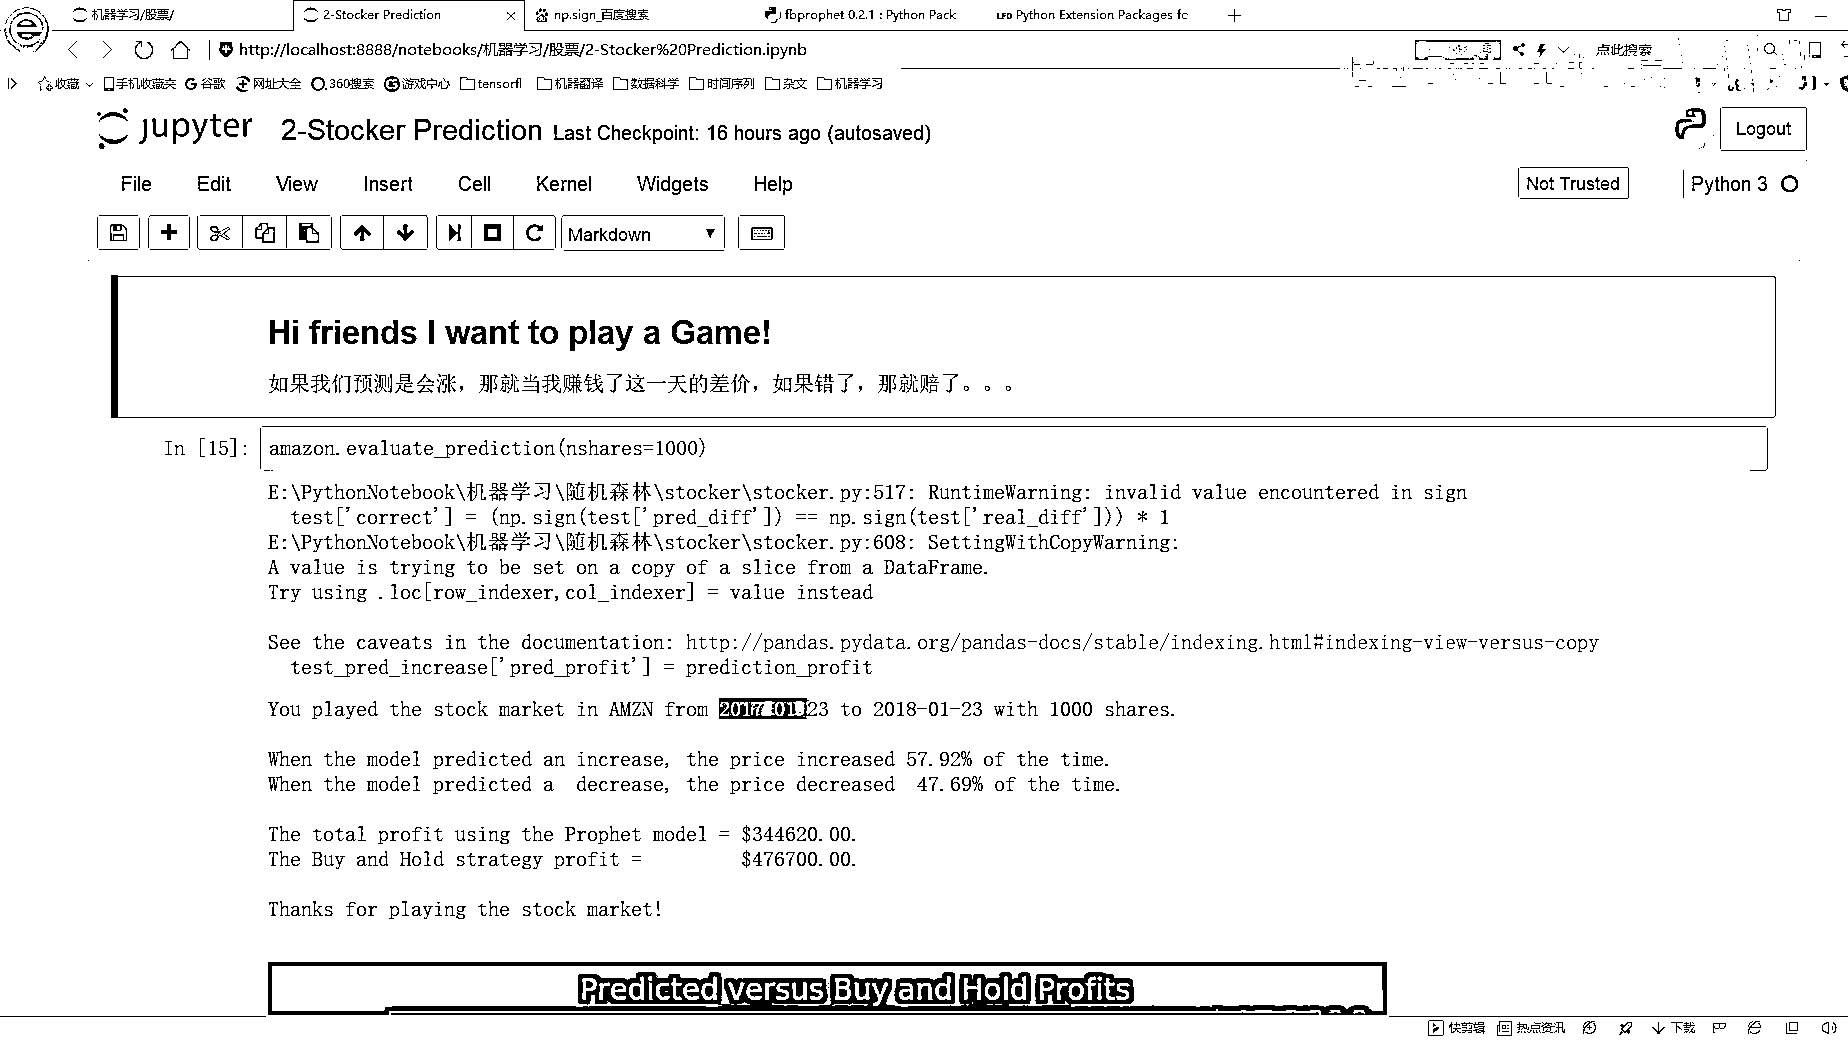 机器学习/股票/
2-Stocker Prediction
np.sign_百度搜索
fbprophet 0.2.1 : Python Pack
LFD Python Extension Packages fo
http://localhost:8888/notebooks/机器学习/股票/2-Stocker%20Prediction.ipynb
点此搜索
收藏 手机收藏夹 谷歌 网址大全 360搜索 游戏中心 tensorfl 机器翻译 数据科学 时间序列 杂文 机器学习
jupyter 2-Stocker Prediction Last Checkpoint: 16 hours ago (autosaved)
Logout
File Edit View Insert Cell Kernel Widgets Help
Not Trusted
Python 3
Markdown
Hi friends I want to play a Game!
如果我们预测是会涨，那就当我赚钱了这一天的差价，如果错了，那就赔了。。。
In [15]: amazon.evaluate_prediction(nshares=1000)
E:\PythonNotebook\机器学习\随机森林\stocker\stocker.py:517: RuntimeWarning: invalid value encountered in sign
test['correct'] = (np.sign(test['pred_diff']) == np.sign(test['real_diff'])) * 1
E:\PythonNotebook\机器学习\随机森林\stocker\stocker.py:608: SettingWithCopyWarning:
A value is trying to be set on a copy of a slice from a DataFrame.
Try using .loc[row_indexer,col_indexer] = value instead
See the caveats in the documentation: http://pandas.pydata.org/pandas-docs/stable/indexing.html#indexing-view-versus-copy
test_pred_increase['pred_profit'] = prediction_profit
You played the stock market in AMZN from 2017-01-23 to 2018-01-23 with 1000 shares.
When the model predicted an increase, the price increased 57.92% of the time.
When the model predicted a  decrease, the price decreased  47.69% of the time.
The total profit using the Prophet model = $344620.00.
The Buy and Hold strategy profit =         $476700.00.
Thanks for playing the stock market!
Predicted versus Buy and Hold Profits
快剪辑 热点资讯 下载